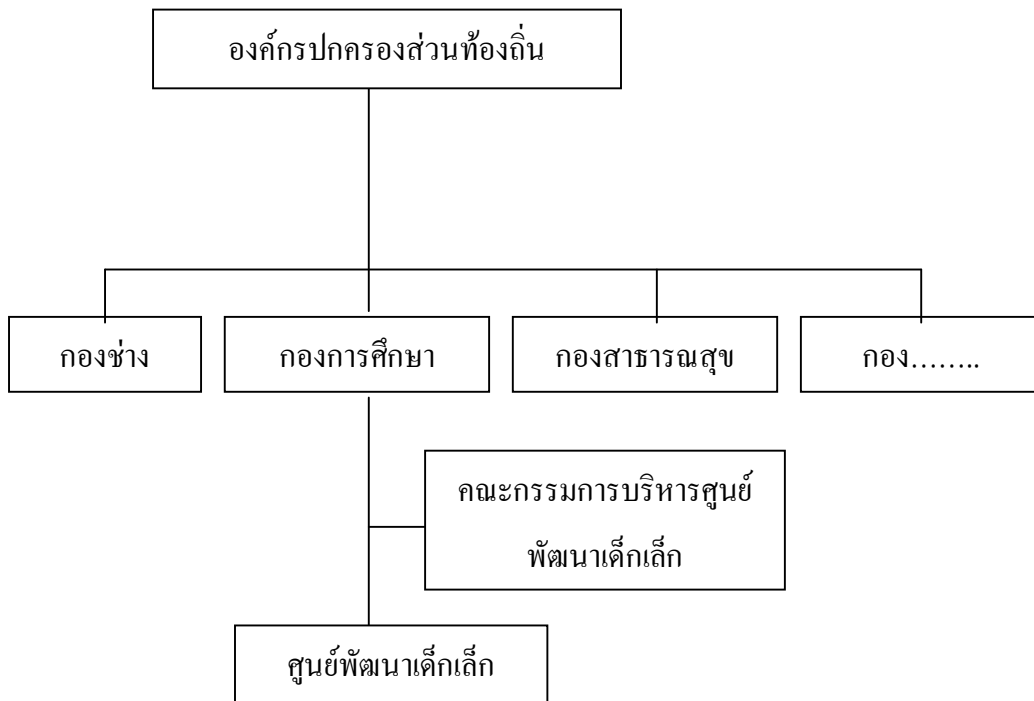 องค์กรปกครองส่วนท้องถิ่น
กองช่าง
กองการศึกษา
กองสาธารณสุข
กอง........
คณะกรรมการบริหารศูนย์
พัฒนาเด็กเล็ก
ศูนย์พัฒนาเด็กเล็ก